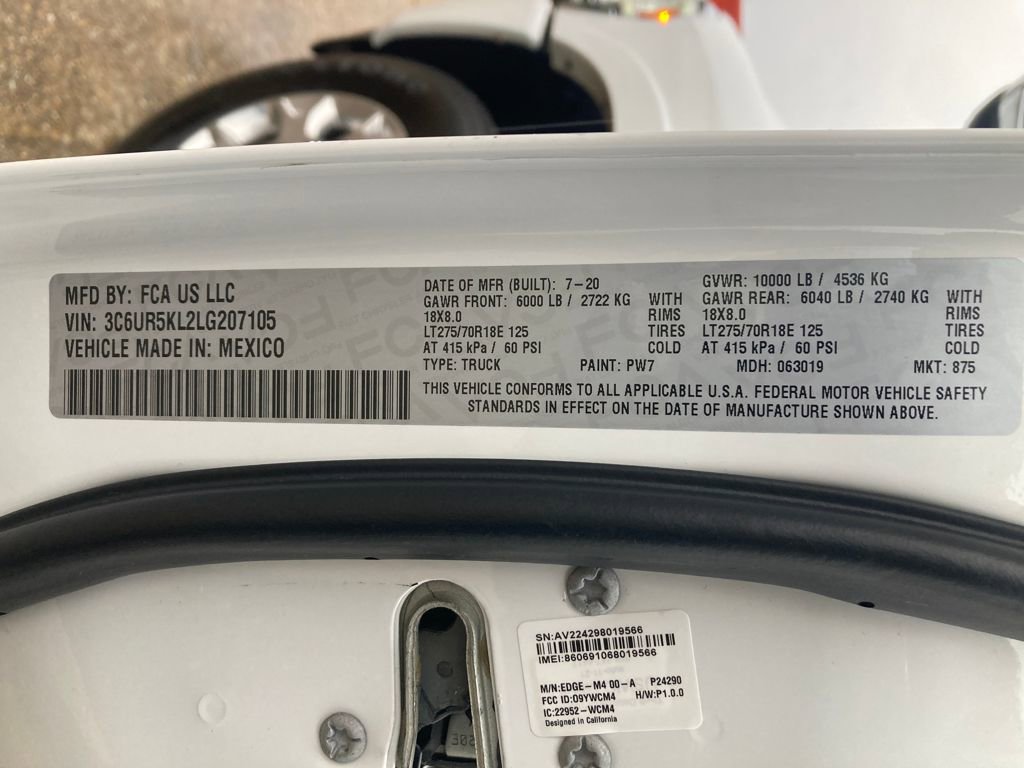 MFD BY: FCA US LLC
VIN: 3C6UR5KL2LG207105
VEHICLE MADE IN: MEXICO
DATE OF MFR (BUILT): 7-20
GAWR FRONT: 6000 LB / 2722 KG WITH
18X8.0 RIMS
LT275/70R18E 125 TIRES
AT 415 kPa / 60 PSI COLD
GVWR: 10000 LB / 4536 KG
GAWR REAR: 6040 LB / 2740 KG WITH
18X8.0 RIMS
LT275/70R18E 125 TIRES
AT 415 kPa / 60 PSI COLD
TYPE: TRUCK PAINT: PW7 MDH: 063019 MKT: 875
THIS VEHICLE CONFORMS TO ALL APPLICABLE U.S.A. FEDERAL MOTOR VEHICLE SAFETY
STANDARDS IN EFFECT ON THE DATE OF MANUFACTURE SHOWN ABOVE.
SN:AV224298019566
IMEI:860691068019566
M/N:EDGE-M4 00-A P24290
FCC ID:O9YWCM4 H/W:P1.0.0
IC:22952-WCM4
Designed in California